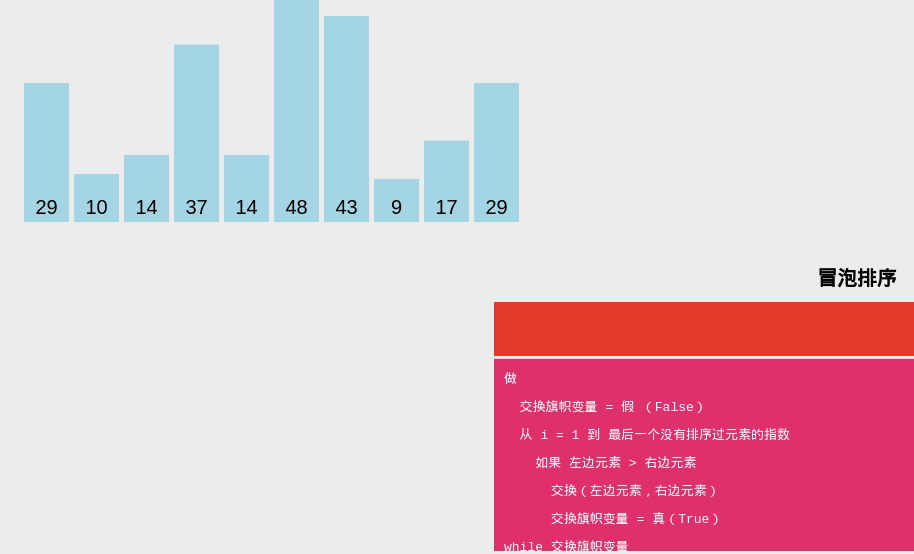 29 10 14 37 14 48 43 9 17 29
冒泡排序
做
交换旗帜变量 = 假 （False）
从 i = 1 到 最后一个没有排序过元素的指数
如果 左边元素 > 右边元素
交换（左边元素，右边元素）
交换旗帜变量 = 真（True）
while 交换旗帜变量